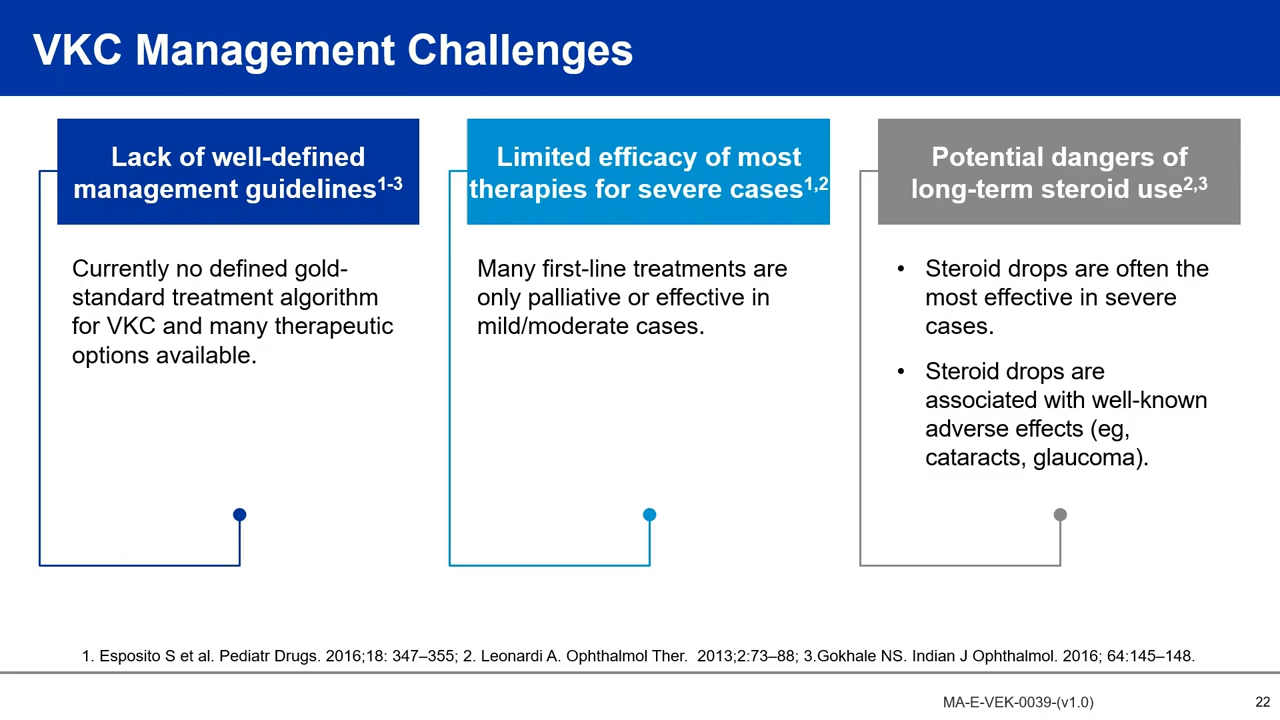 VKC Management Challenges
Lack of well-defined
management guidelines1-3
Currently no defined gold-
standard treatment algorithm
for VKC and many therapeutic
options available.
Limited efficacy of most
therapies for severe cases1,2
Many first-line treatments are
only palliative or effective in
mild/moderate cases.
Potential dangers of
long-term steroid use2,3
• Steroid drops are often the
most effective in severe
cases.
• Steroid drops are
associated with well-known
adverse effects (eg,
cataracts, glaucoma).
1. Esposito S et al. Pediatr Drugs. 2016;18: 347–355; 2. Leonardi A. Ophthalmol Ther. 2013;2:73–88; 3.Gokhale NS. Indian J Ophthalmol. 2016; 64:145–148.
MA-E-VEK-0039-(v1.0)
22